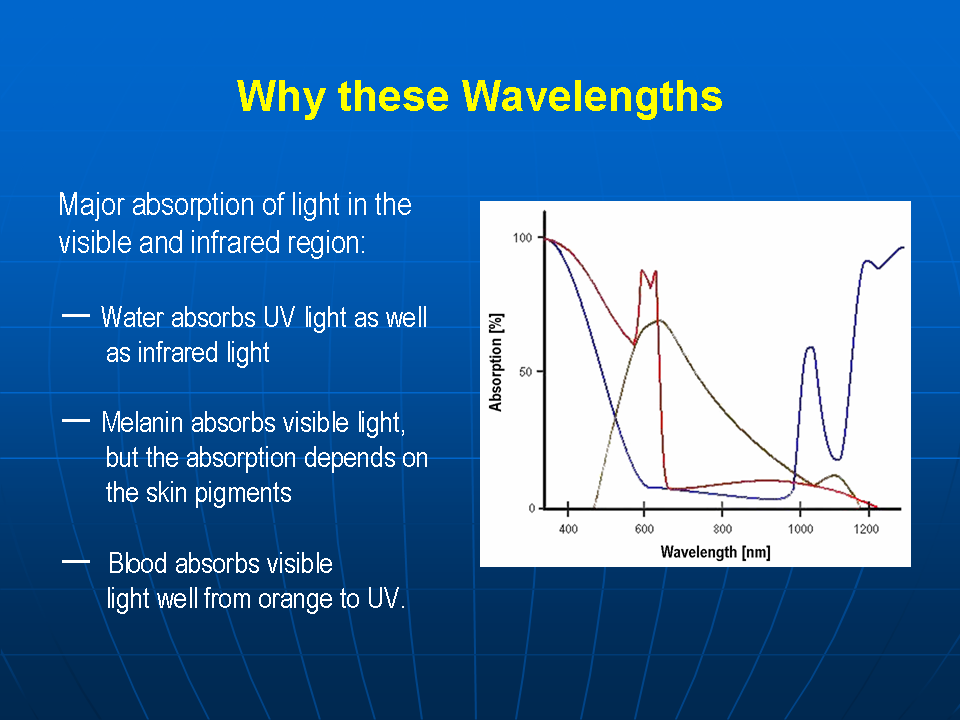 Why these Wavelengths
Major absorption of light in the
visible and infrared region:
— Water absorbs UV light as well
as infrared light
— Melanin absorbs visible light,
but the absorption depends on
the skin pigments
— Blood absorbs visible
light well from orange to UV.
Absorption [%]
100
50
0
400 600 800 1000 1200
Wavelength [nm]